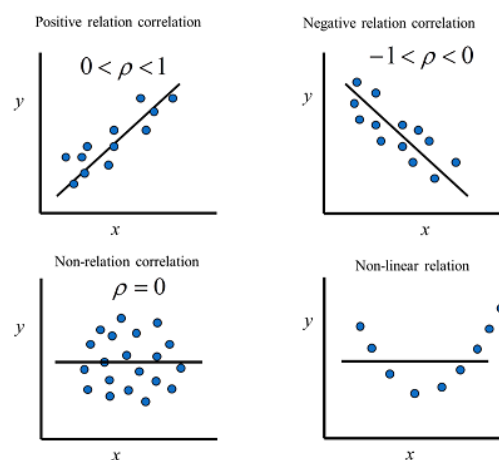 Positive relation correlation
0 < ρ < 1
y
x
Negative relation correlation
−1 < ρ < 0
y
x
Non-relation correlation
ρ = 0
y
x
Non-linear relation
y
x